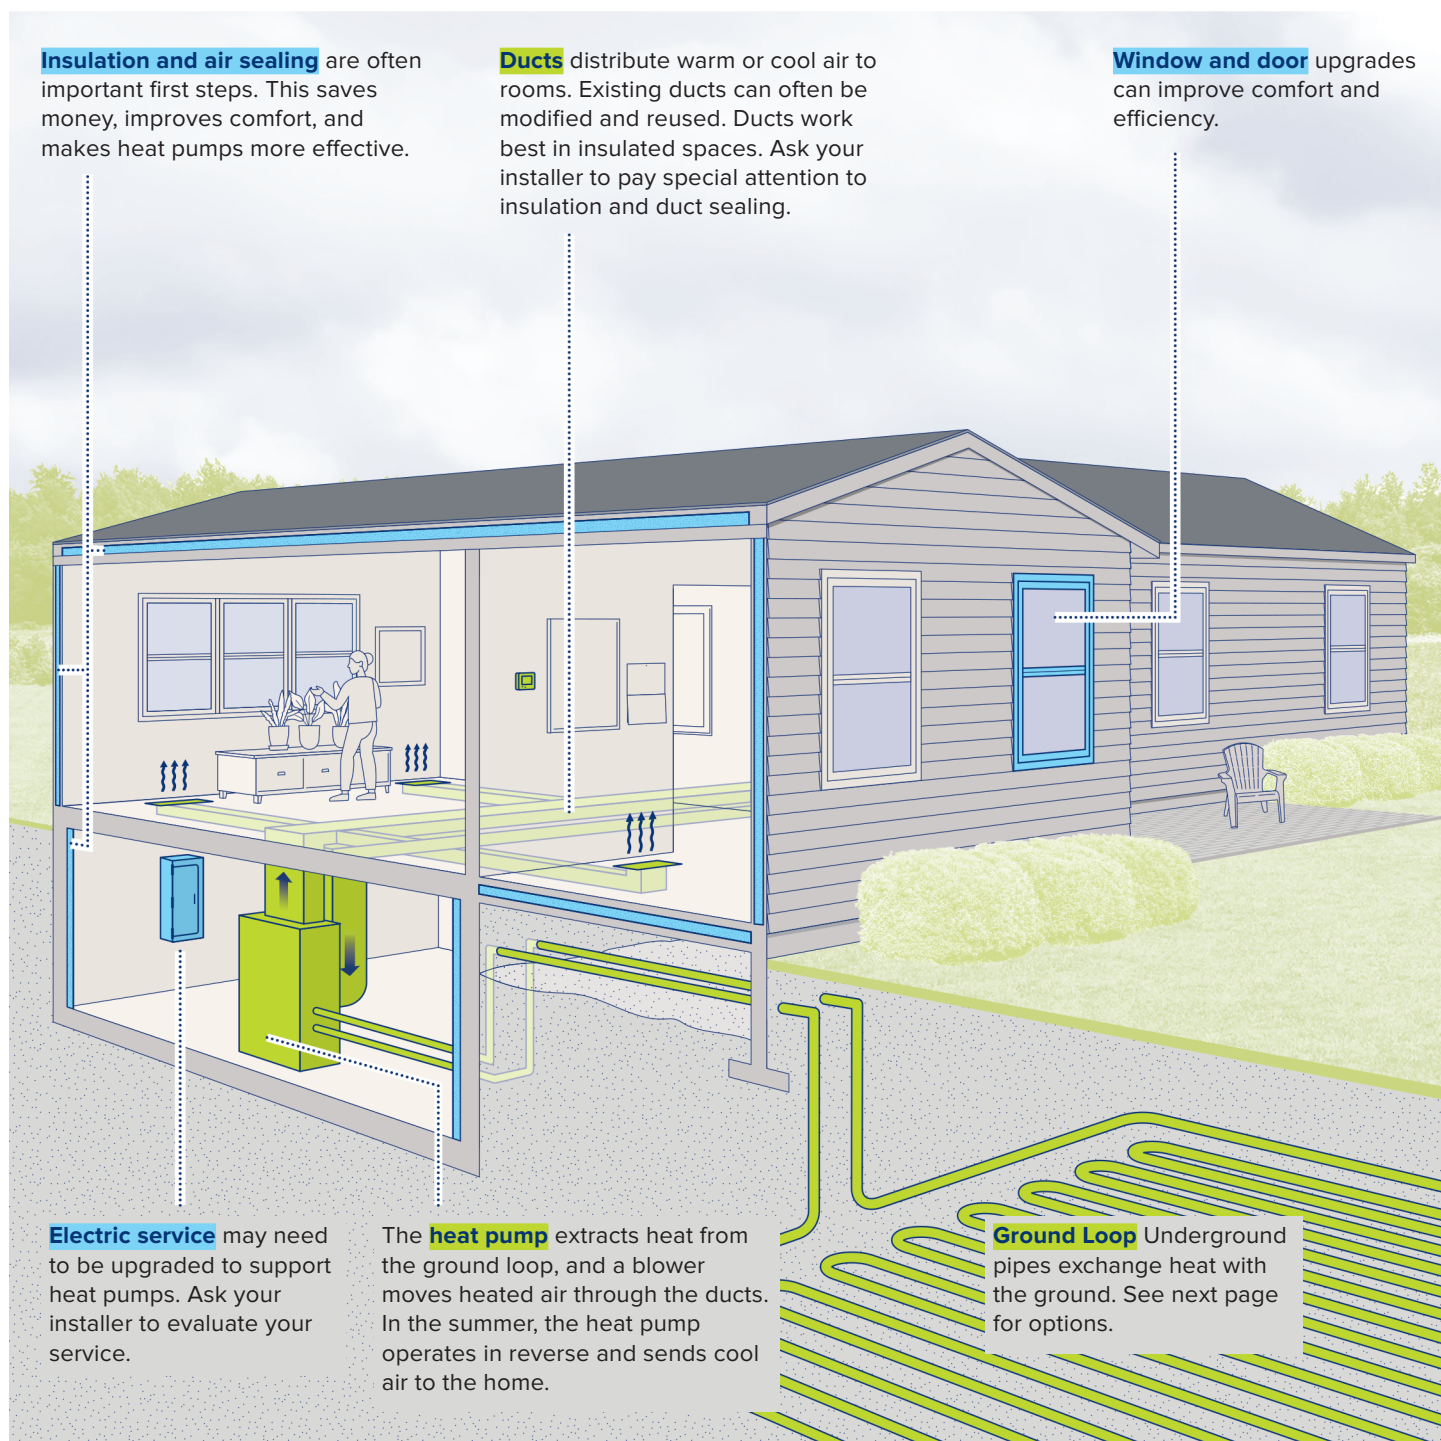 Insulation and air sealing are often
important first steps. This saves
money, improves comfort, and
makes heat pumps more effective.
Ducts distribute warm or cool air to
rooms. Existing ducts can often be
modified and reused. Ducts work
best in insulated spaces. Ask your
installer to pay special attention to
insulation and duct sealing.
Window and door upgrades
can improve comfort and
efficiency.
Electric service may need
to be upgraded to support
heat pumps. Ask your
installer to evaluate your
service.
The heat pump extracts heat from
the ground loop, and a blower
moves heated air through the ducts.
In the summer, the heat pump
operates in reverse and sends cool
air to the home.
Ground Loop Underground
pipes exchange heat with
the ground. See next page
for options.